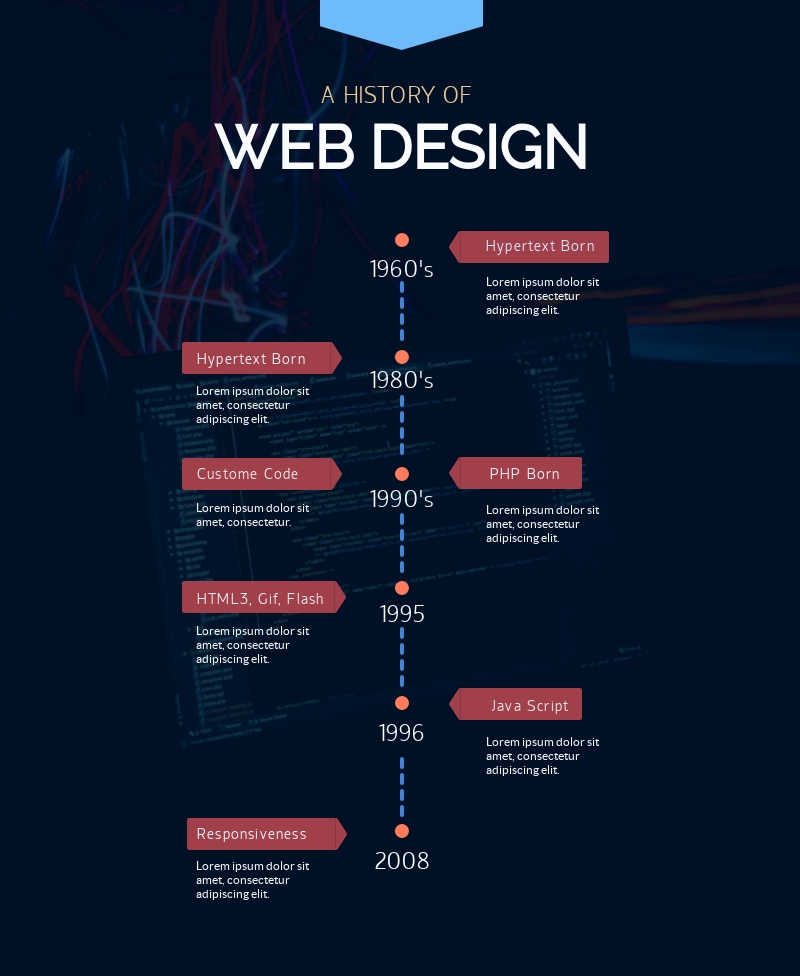 A HISTORY OF
WEB DESIGN
1960's
Hypertext Born
Lorem ipsum dolor sit
amet, consectetur
adipiscing elit.
1980's
Hypertext Born
Lorem ipsum dolor sit
amet, consectetur
adipiscing elit.
1990's
Custome Code
Lorem ipsum dolor sit
amet, consectetur.
PHP Born
Lorem ipsum dolor sit
amet, consectetur
adipiscing elit.
1995
HTML3, Gif, Flash
Lorem ipsum dolor sit
amet, consectetur
adipiscing elit.
1996
Java Script
Lorem ipsum dolor sit
amet, consectetur
adipiscing elit.
2008
Responsiveness
Lorem ipsum dolor sit
amet, consectetur
adipiscing elit.